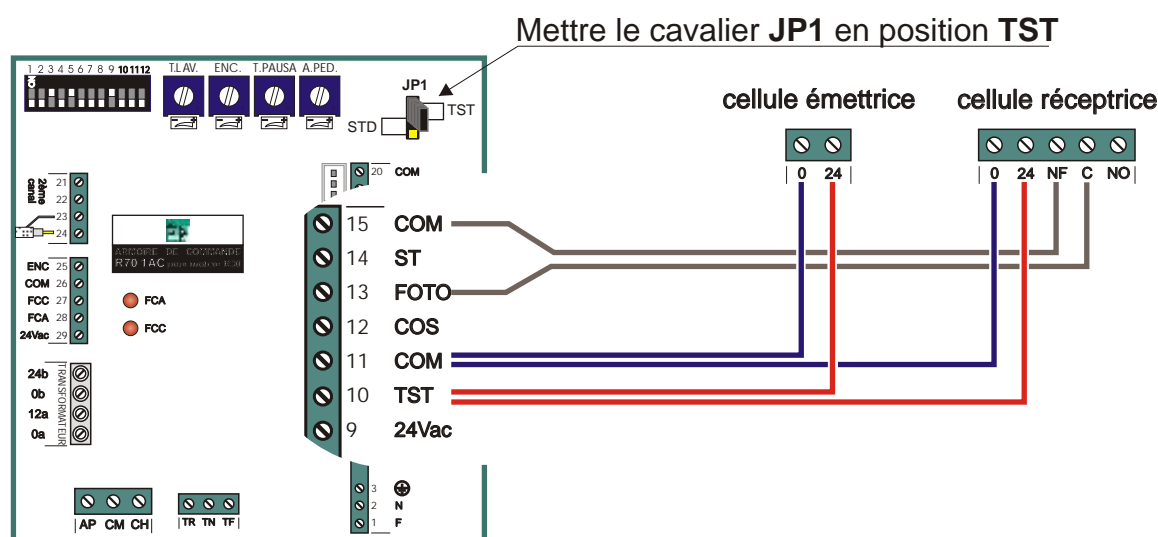 Mettre le cavalier JP1 en position TST
1 2 3 4 5 6 7 8 9 10 11 12
T.L.AV. ENC. T.PAUSA A.PED.
JP1
TST
STD
cellule émettrice
cellule réceptrice
0 24
0 24 NF C NO
2ème canal
21
22
23
24
20 COM
15 COM
14 ST
13 FOTO
12 COS
11 COM
10 TST
9 24Vac
ARMOIRE DE COMMANDE
R70 1AC
ENC 25
COM 26
FCC 27
FCA 28
24Vac 29
FCA
FCC
24b
0b
12a
0a
TRANSFORMATEUR
3
2 N
1 F
AP CM CH
TR TN TF